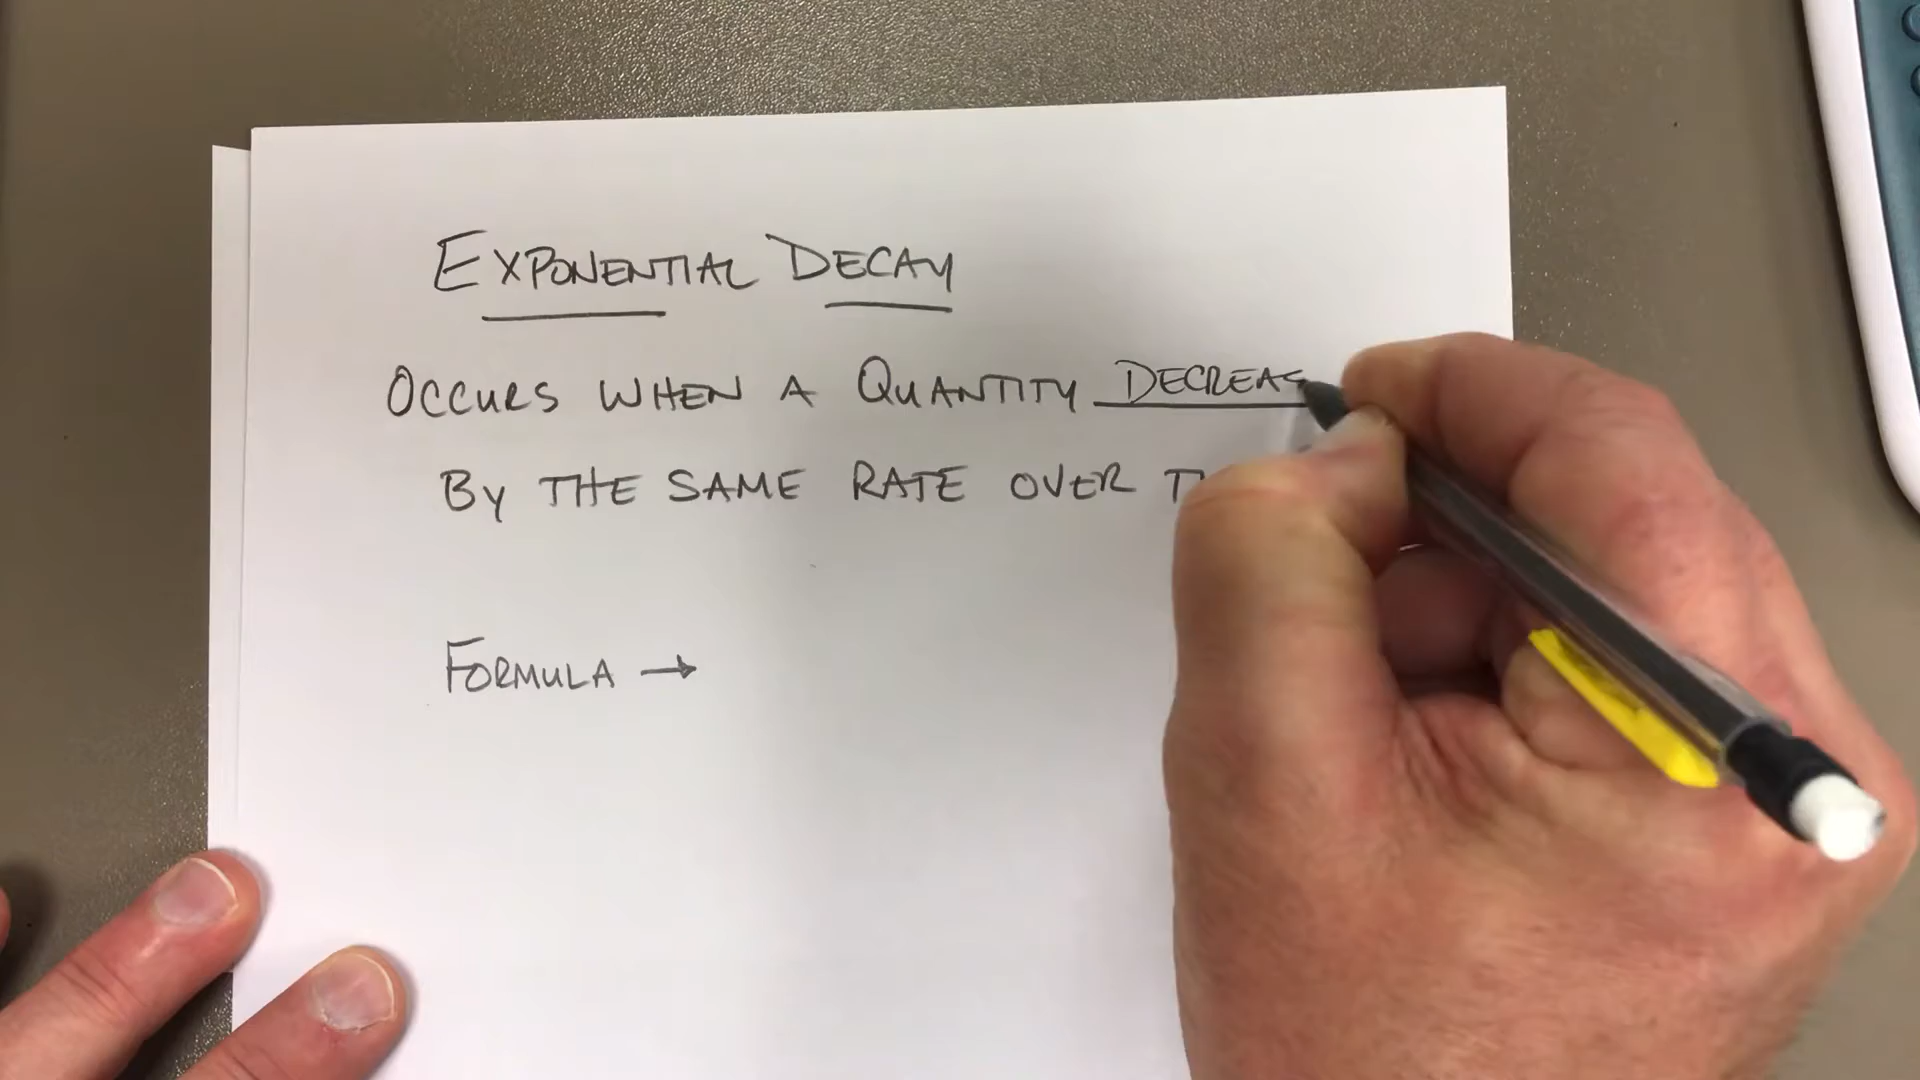 EXPONENTIAL DECAY
OCCURS WHEN A QUANTITY DECREAS
BY THE SAME RATE OVER
FORMULA →